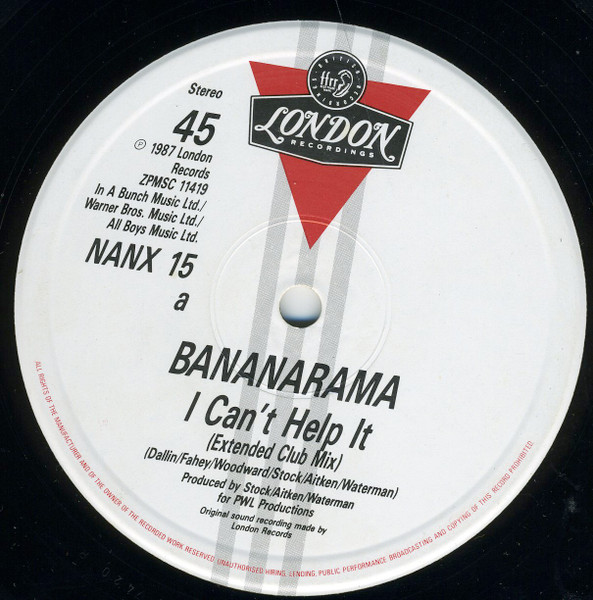 Stereo
45
℗ 1987 London
Records
ZPMSC 11419
In A Bunch Music Ltd./
Warner Bros. Music Ltd./
All Boys Music Ltd.
NANX 15
a
ffrr
LONDON
RECORDINGS
BANANARAMA
I Can't Help It
(Extended Club Mix)
(Dallin/Fahey/Woodward/Stock/Aitken/Waterman)
Produced by Stock/Aitken/Waterman
for PWL Productions
Original sound recording made by
London Records
ALL RIGHTS OF THE MANUFACTURER AND OF THE OWNER OF THE RECORDED WORK RESERVED. UNAUTHORISED HIRING, LENDING, PUBLIC PERFORMANCE BROADCASTING AND COPYING OF THIS RECORD PROHIBITED.